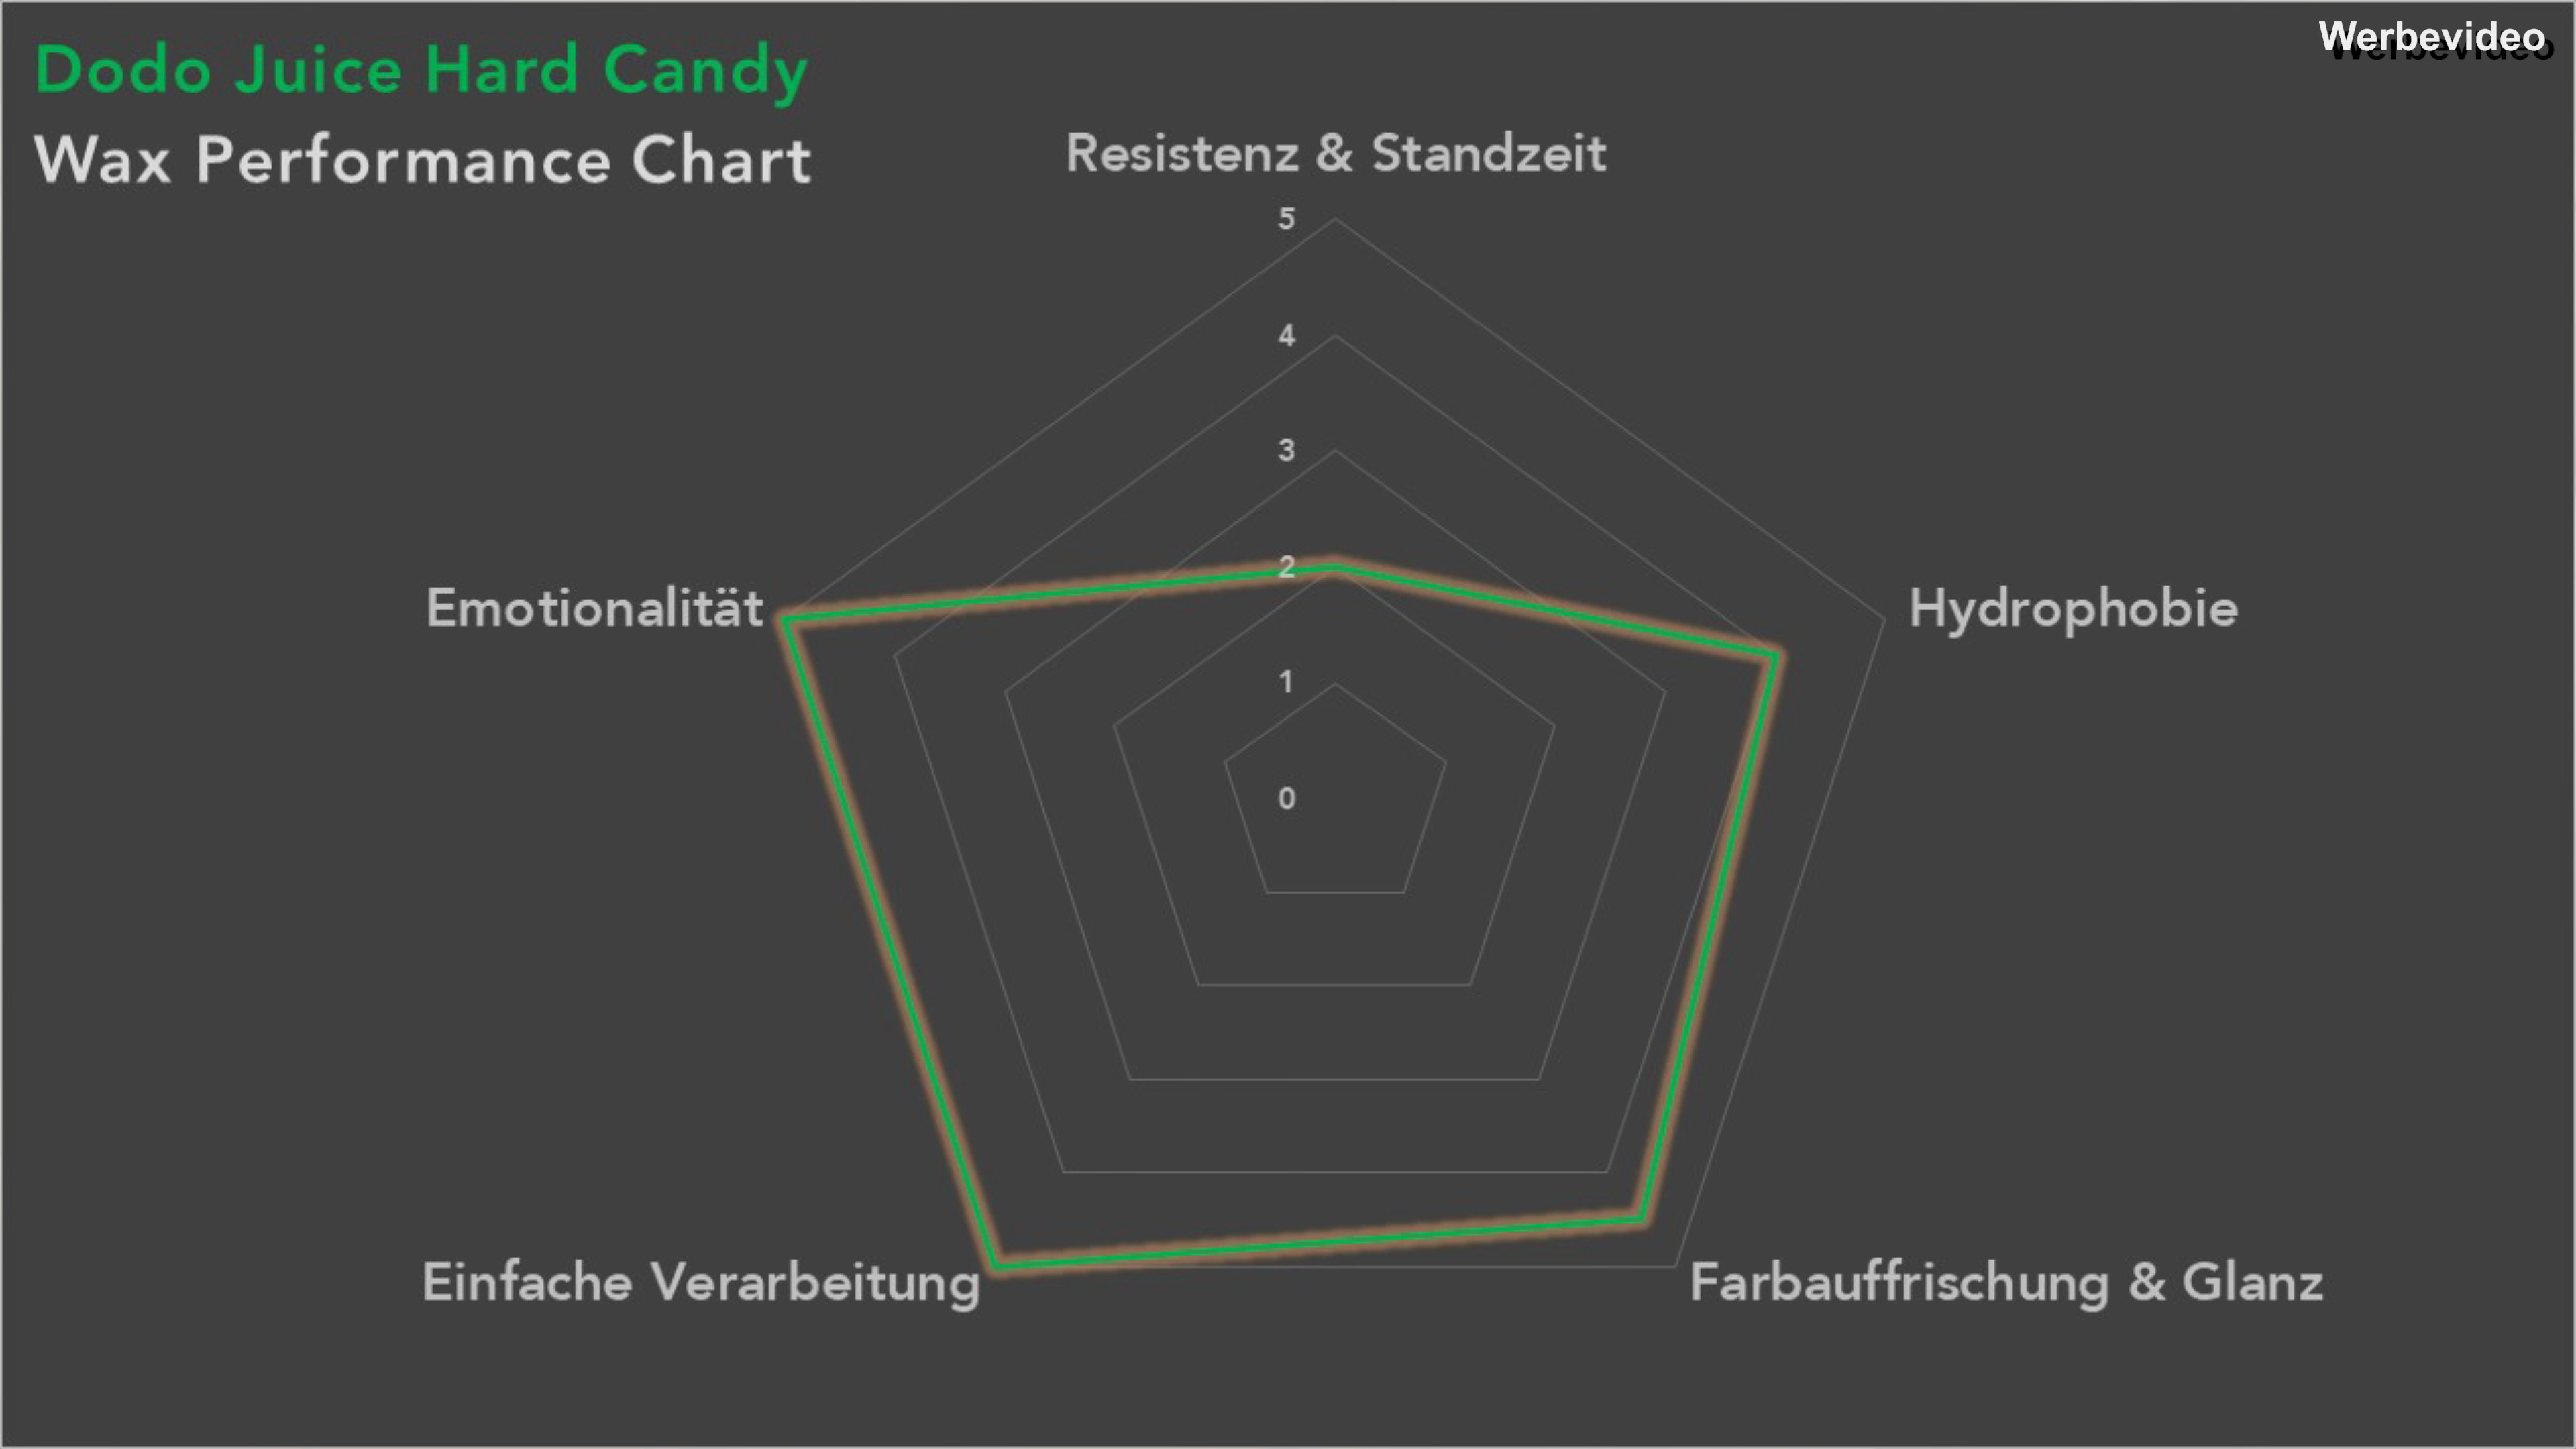 Dodo Juice Hard Candy
Werbevideo
Wax Performance Chart
Resistenz & Standzeit
5
4
3
2
1
0
Emotionalität
Hydrophobie
Einfache Verarbeitung
Farbauffrischung & Glanz